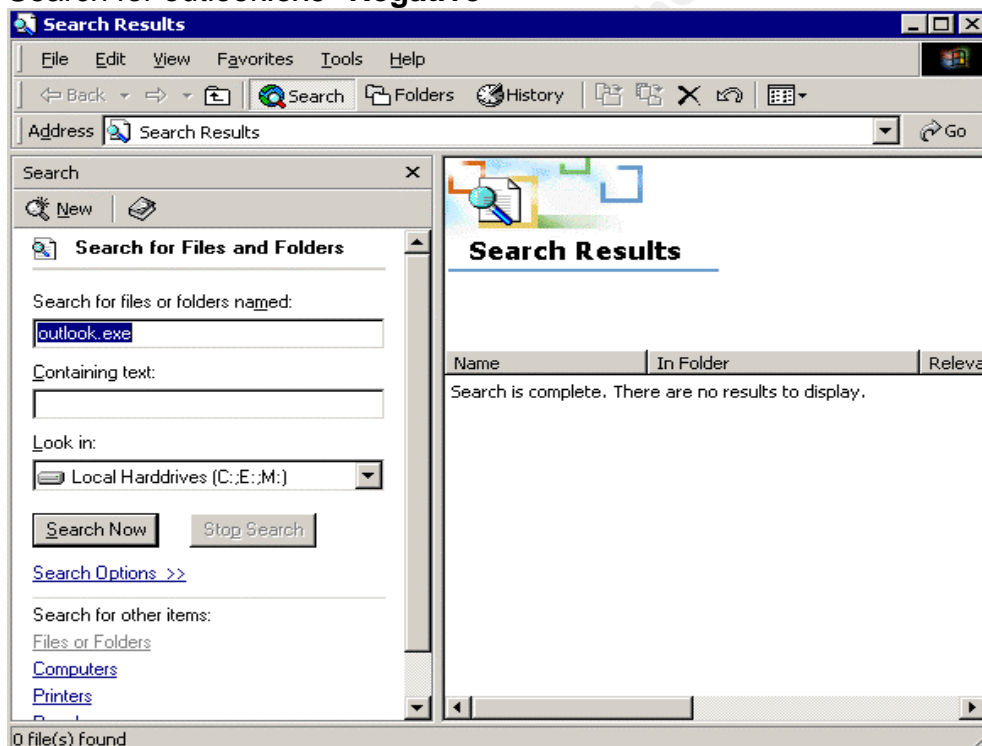 Search Results
File Edit View Favorites Tools Help
Back Search Folders History
Address Search Results Go
Search
New
Search for Files and Folders
Search for files or folders named:
outlook.exe
Containing text:
Look in:
Local Harddrives (C:;E:;M:)
Search Now Stop Search
Search Options >>
Search for other items:
Files or Folders
Computers
Printers
Search Results
Name In Folder Releva
Search is complete. There are no results to display.
0 file(s) found